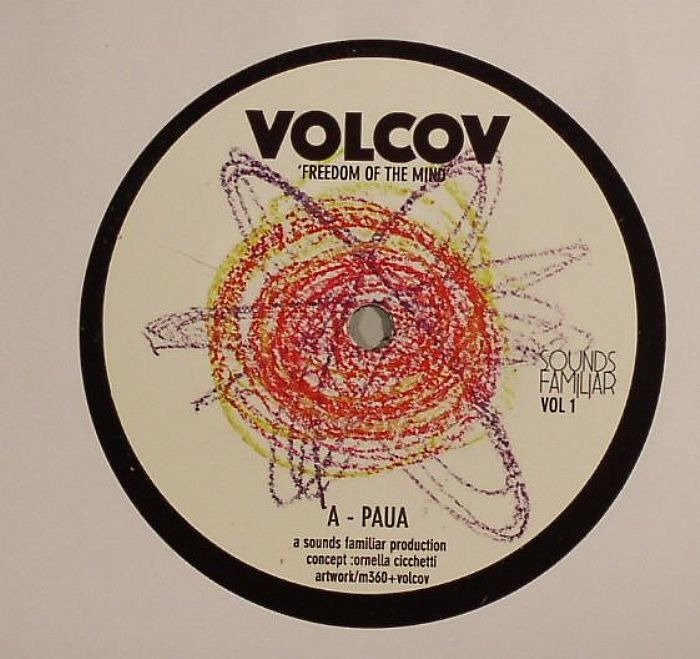 VOLCOV
'FREEDOM OF THE MIND
SOUNDS
FAMILIAR
VOL 1
A - PAUA
a sounds familiar production
concept :ornella cicchetti
artwork/m360+volcov